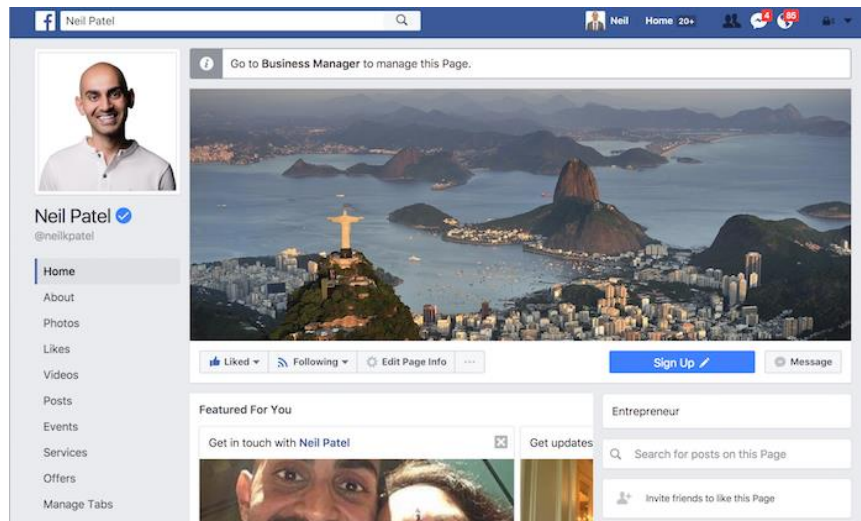 f
Neil Patel
Neil
Home 20+
4
85
Go to Business Manager to manage this Page.
Neil Patel
@neilkpatel
Home
About
Photos
Likes
Videos
Posts
Events
Services
Offers
Manage Tabs
Liked
Following
Edit Page Info
...
Sign Up
Message
Featured For You
Get in touch with Neil Patel
Get updates
Entrepreneur
Search for posts on this Page
Invite friends to like this Page